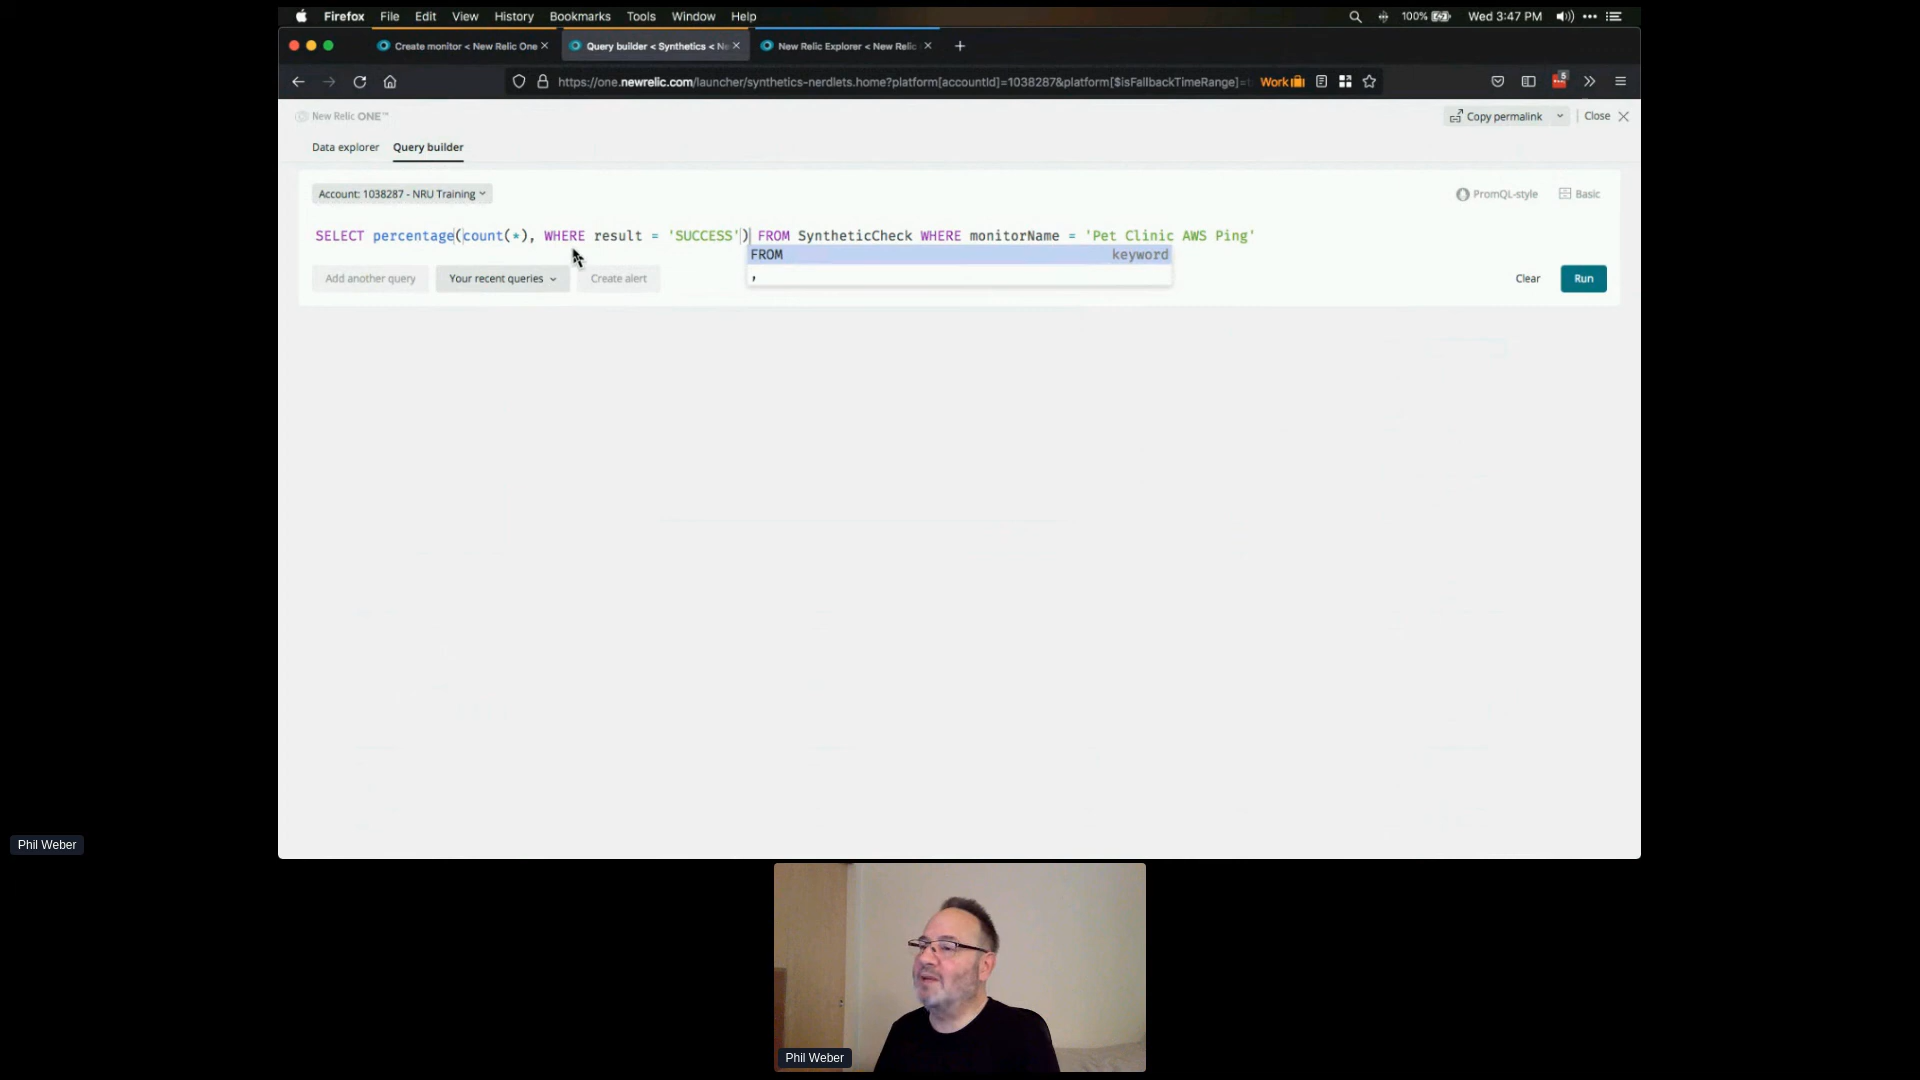 Firefox File Edit View History Bookmarks Tools Window Help 100% Wed 3:47 PM
Create monitor < New Relic One Query builder < Synthetics < Ne New Relic Explorer < New Relic
https://one.newrelic.com/launcher/synthetics-nerdlets.home?platform[accountId]=1038287&platform[$isFallbackTimeRange]= Work 5
New Relic ONE™ Copy permalink Close
Data explorer Query builder
Account: 1038287 - NRU Training PromQL-style Basic
SELECT percentage(count(*), WHERE result = 'SUCCESS') FROM SyntheticCheck WHERE monitorName = 'Pet Clinic AWS Ping'
FROM keyword
,
Add another query Your recent queries Create alert Clear Run
Phil Weber
Phil Weber